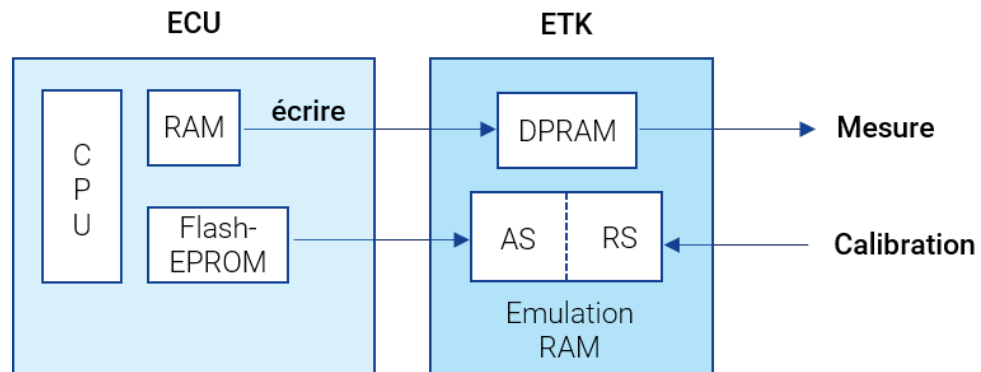 ECU
ETK
C
P
U
RAM
écrire
DPRAM
Mesure
Flash-
EPROM
AS
RS
Calibration
Emulation
RAM